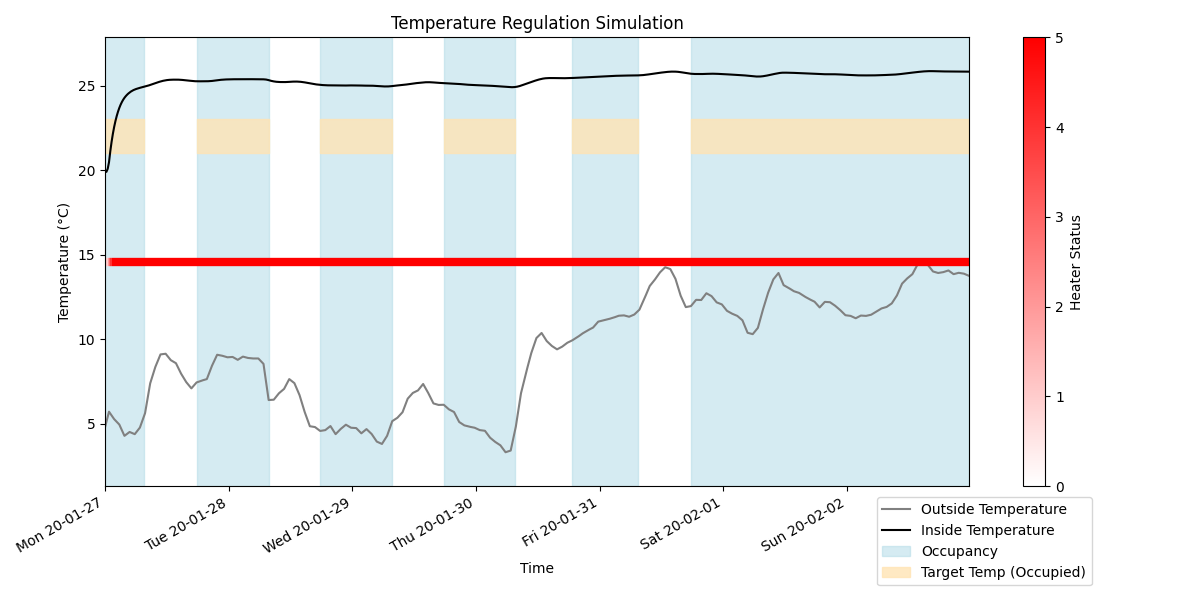 Temperature Regulation Simulation
Temperature (°C)
25
20
15
10
5
Mon 20-01-27
Tue 20-01-28
Wed 20-01-29
Thu 20-01-30
Fri 20-01-31
Sat 20-02-01
Sun 20-02-02
Time
5
4
3
2
1
0
Heater Status
Outside Temperature
Inside Temperature
Occupancy
Target Temp (Occupied)